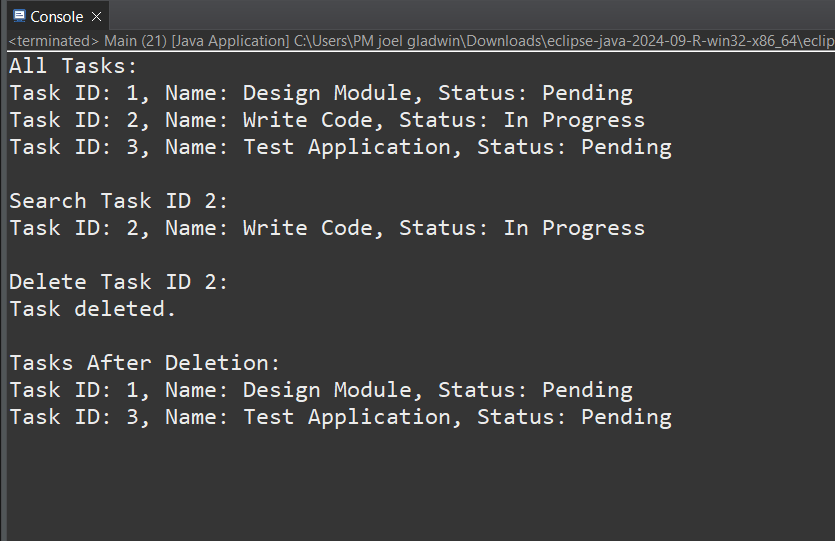 Console
<terminated> Main (21) [Java Application] C:\Users\PM joel gladwin\Downloads\eclipse-java-2024-09-R-win32-x86_64\eclip
All Tasks:
Task ID: 1, Name: Design Module, Status: Pending
Task ID: 2, Name: Write Code, Status: In Progress
Task ID: 3, Name: Test Application, Status: Pending
Search Task ID 2:
Task ID: 2, Name: Write Code, Status: In Progress
Delete Task ID 2:
Task deleted.
Tasks After Deletion:
Task ID: 1, Name: Design Module, Status: Pending
Task ID: 3, Name: Test Application, Status: Pending